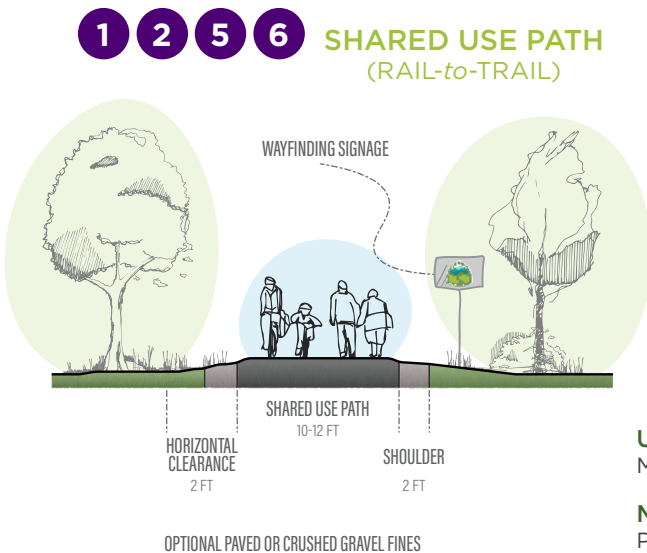 1 2 5 6 SHARED USE PATH
(RAIL-to-TRAIL)
WAYFINDING SIGNAGE
SHARED USE PATH
10-12 FT
HORIZONTAL
CLEARANCE
2 FT
SHOULDER
2 FT
OPTIONAL PAVED OR CRUSHED GRAVEL FINES